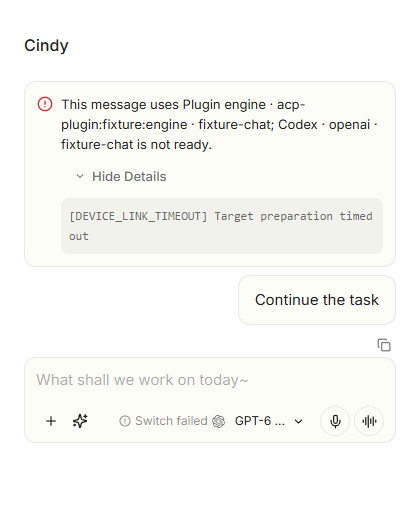 Cindy
This message uses Plugin engine · acp-
plugin:fixture:engine · fixture-chat; Codex · openai ·
fixture-chat is not ready.
Hide Details
[DEVICE_LINK_TIMEOUT] Target preparation timed
out
Continue the task
What shall we work on today~
Switch failed GPT-6 ...